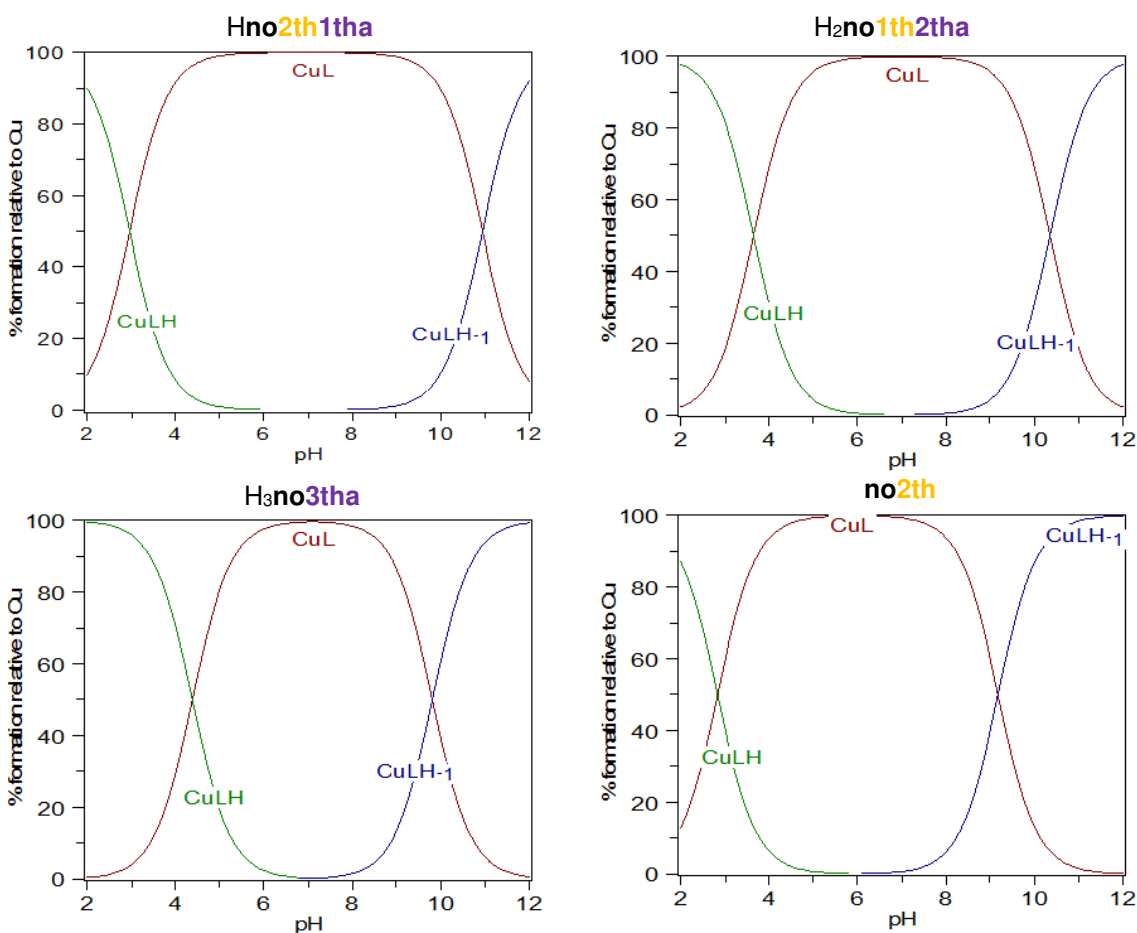 Hno2th1tha
% formation relative to Cu
100
80
60
40
20
0
CuL
CuLH
CuLH-1
2 4 6 8 10 12
pH
H2no1th2tha
% formation relative to Cu
100
80
60
40
20
0
CuL
CuLH
CuLH-1
2 4 6 8 10 12
pH
H3no3tha
% formation relative to Cu
100
80
60
40
20
0
CuL
CuLH
CuLH-1
2 4 6 8 10 12
pH
no2th
% formation relative to Cu
100
80
60
40
20
0
CuL
CuLH-1
CuLH
2 4 6 8 10 12
pH